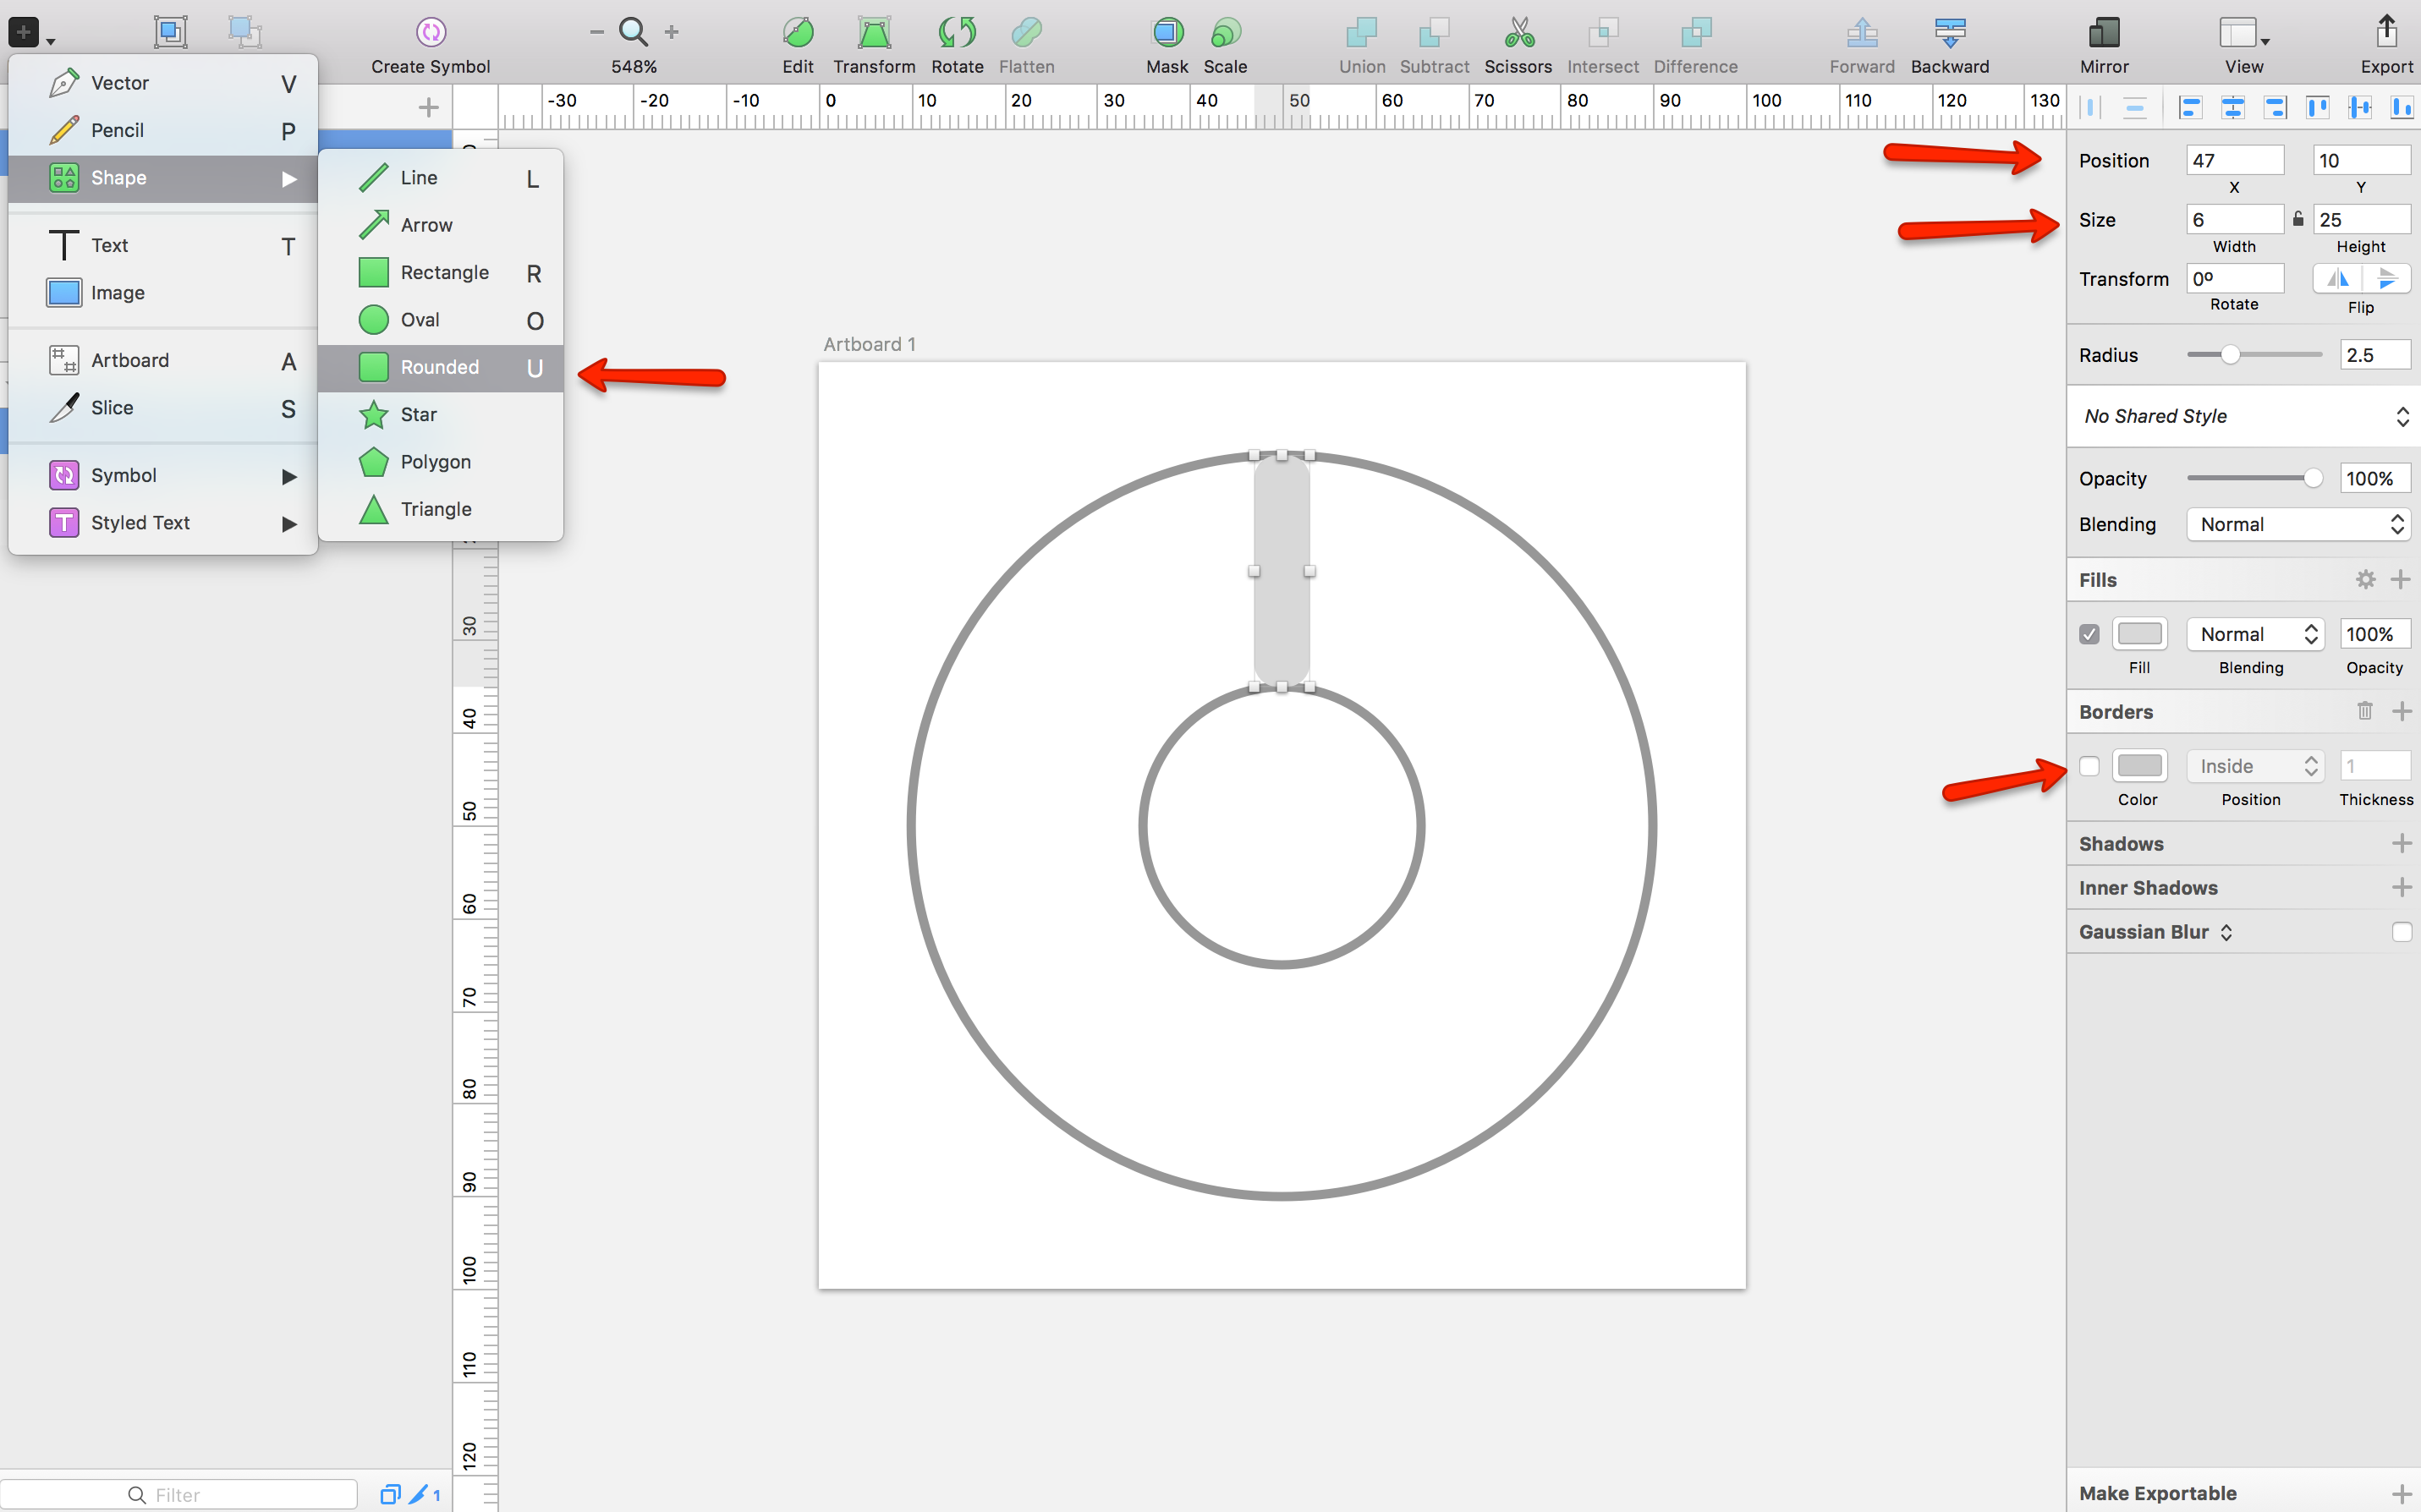 Create Symbol
548%
Edit
Transform
Rotate
Flatten
Mask
Scale
Union
Subtract
Scissors
Intersect
Difference
Forward
Backward
Mirror
View
Export
Vector V
Pencil P
Shape
Text T
Image
Artboard A
Slice S
Symbol
Styled Text
Line L
Arrow
Rectangle R
Oval O
Rounded U
Star
Polygon
Triangle
-30 -20 -10 0 10 20 30 40 50 60 70 80 90 100 110 120 130
30
40
50
60
70
80
90
100
110
120
Artboard 1
Position 47 10
X Y
Size 6 25
Width Height
Transform 0º
Rotate Flip
Radius 2.5
No Shared Style
Opacity 100%
Blending Normal
Fills
Normal 100%
Fill Blending Opacity
Borders
Inside 1
Color Position Thickness
Shadows
Inner Shadows
Gaussian Blur
Make Exportable
Filter
1